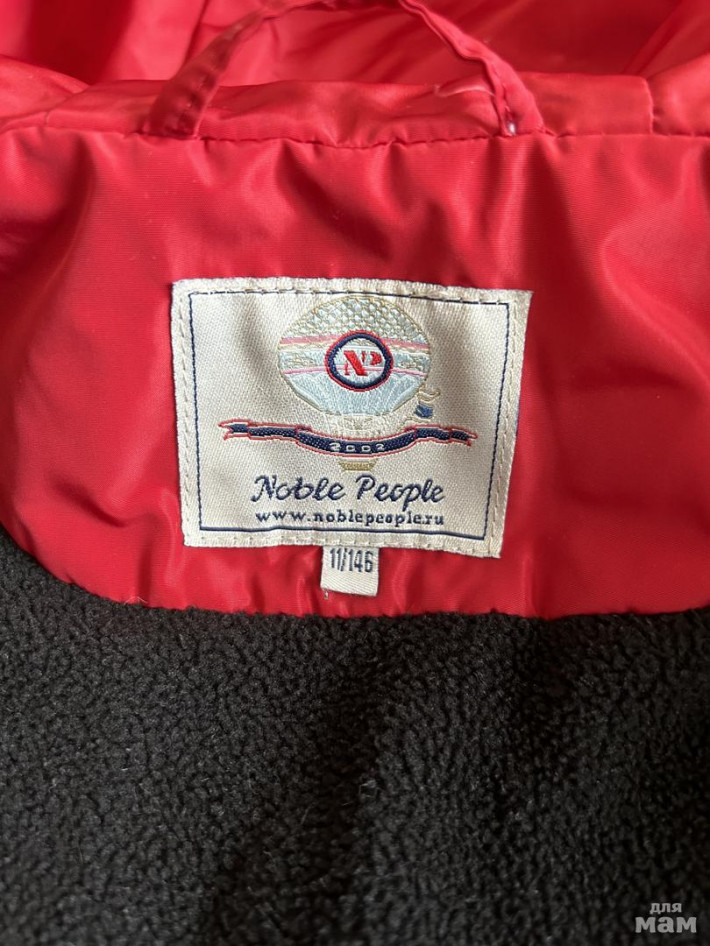 NP
2002
Noble People
www.noblepeople.ru
11/146
для
мам